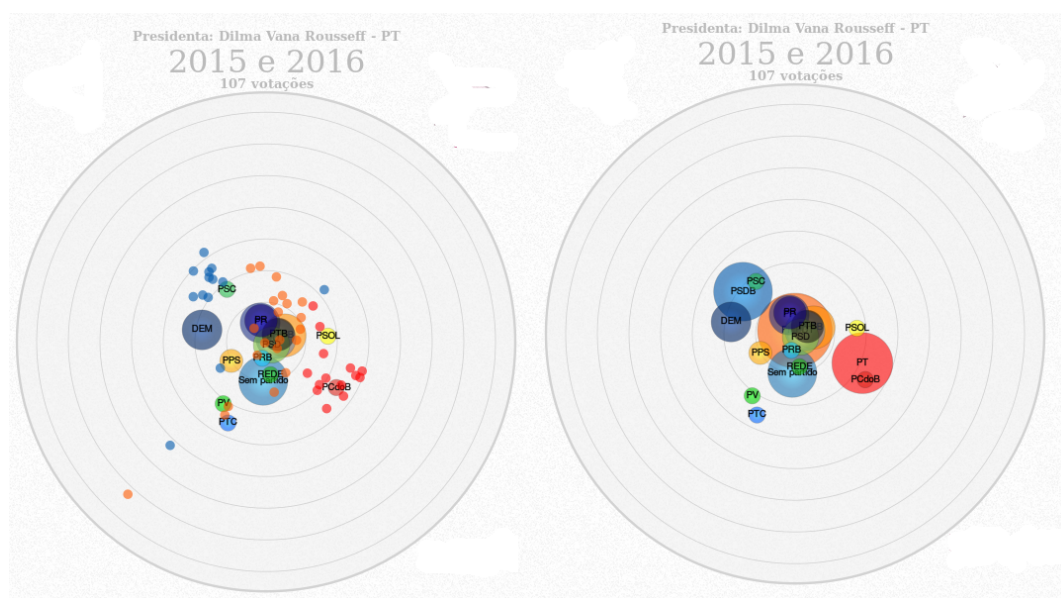 Presidenta: Dilma Vana Rousseff - PT
2015 e 2016
107 votações
PSC
DEM
PR
PTB
PSD
PSOL
PRB
PPS
REDE
Sem partido
PCdoB
PV
PTC
Presidenta: Dilma Vana Rousseff - PT
2015 e 2016
107 votações
PSC
PSDB
DEM
PR
PTB
PSD
PSOL
PRB
PPS
REDE
Sem partido
PT
PCdoB
PV
PTC